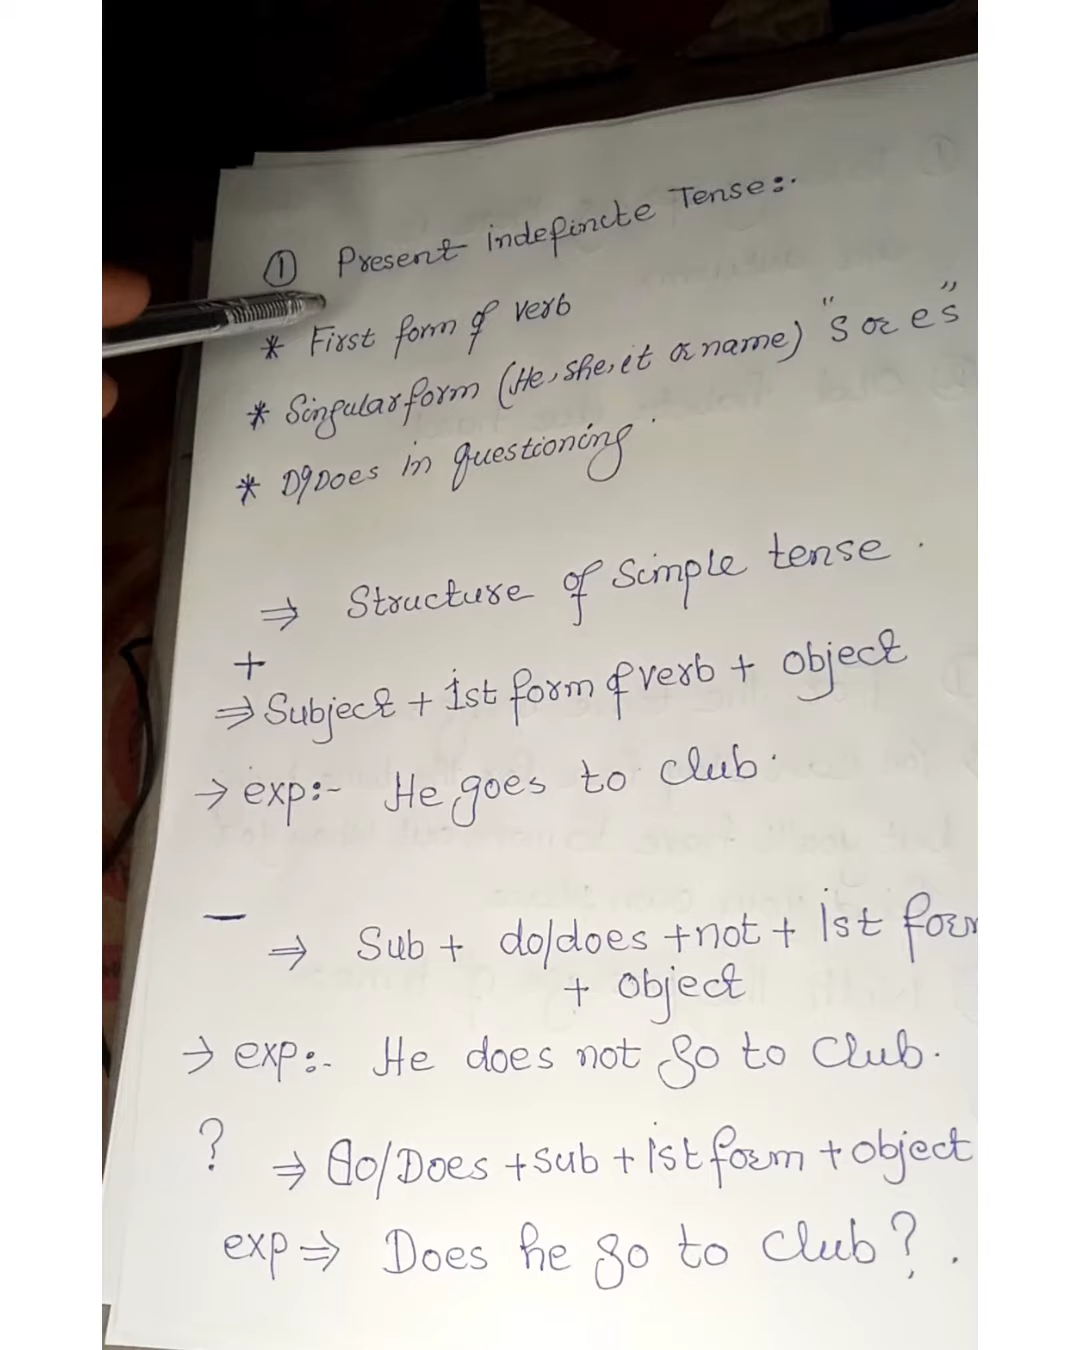 ① Present indefinite Tense:-
* First form of verb
* Singular form (He, she, it or name) "s or es"
* Do/Does in questioning.
⇒ Structure of Simple tense.
+
⇒ Subject + 1st form of verb + object
→ exp:- He goes to club.
—
⇒ Sub + do/does + not + 1st form
+ object
→ exp:- He does not go to Club.
? ⇒ Do/Does + sub + 1st form + object
exp ⇒ Does he go to club?.